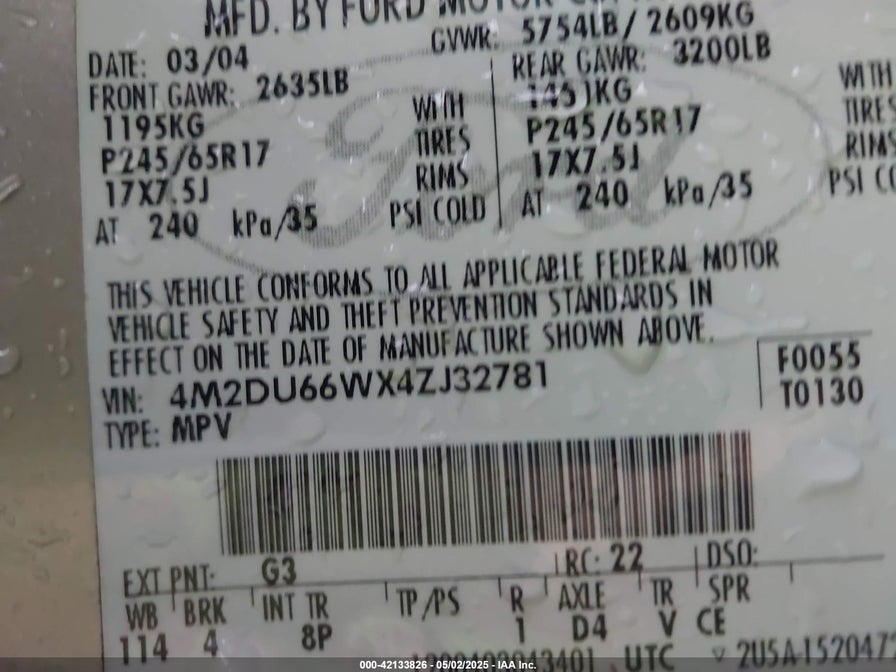 MFD. BY FORD MOTOR
GVWR: 5754LB/ 2609KG
DATE: 03/04
FRONT GAWR: 2635LB
1195KG
P245/65R17
17X7.5J
AT 240 kPa/35
WITH
TIRES
RIMS
PSI COLD
REAR GAWR: 3200LB
1451KG
P245/65R17
17X7.5J
AT 240 kPa/35
WITH
TIRES
RIMS
PSI
THIS VEHICLE CONFORMS TO ALL APPLICABLE FEDERAL MOTOR
VEHICLE SAFETY AND THEFT PREVENTION STANDARDS IN
EFFECT ON THE DATE OF MANUFACTURE SHOWN ABOVE.
VIN: 4M2DU66WX4ZJ32781
TYPE: MPV
F0055
T0130
EXT PNT: G3 RC: 22 DSO:
WB BRK INT TR TP/PS R AXLE TR SPR
114 4 8P 1 D4 V CE
UTC
000-42133826 - 05/02/2025 - IAA Inc.